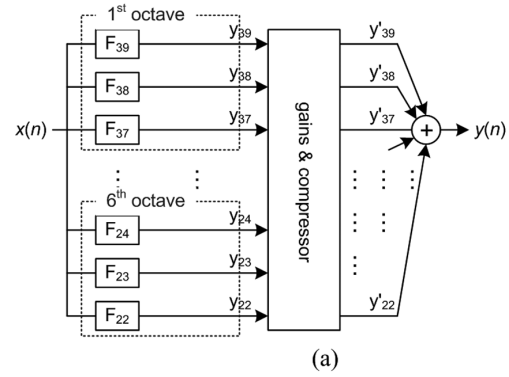 1st octave
F39 y39 y'39
F38 y38 y'38
x(n) F37 y37 y'37 + y(n)
gains & compressor
6th octave
F24 y24
F23 y23
F22 y22 y'22
(a)